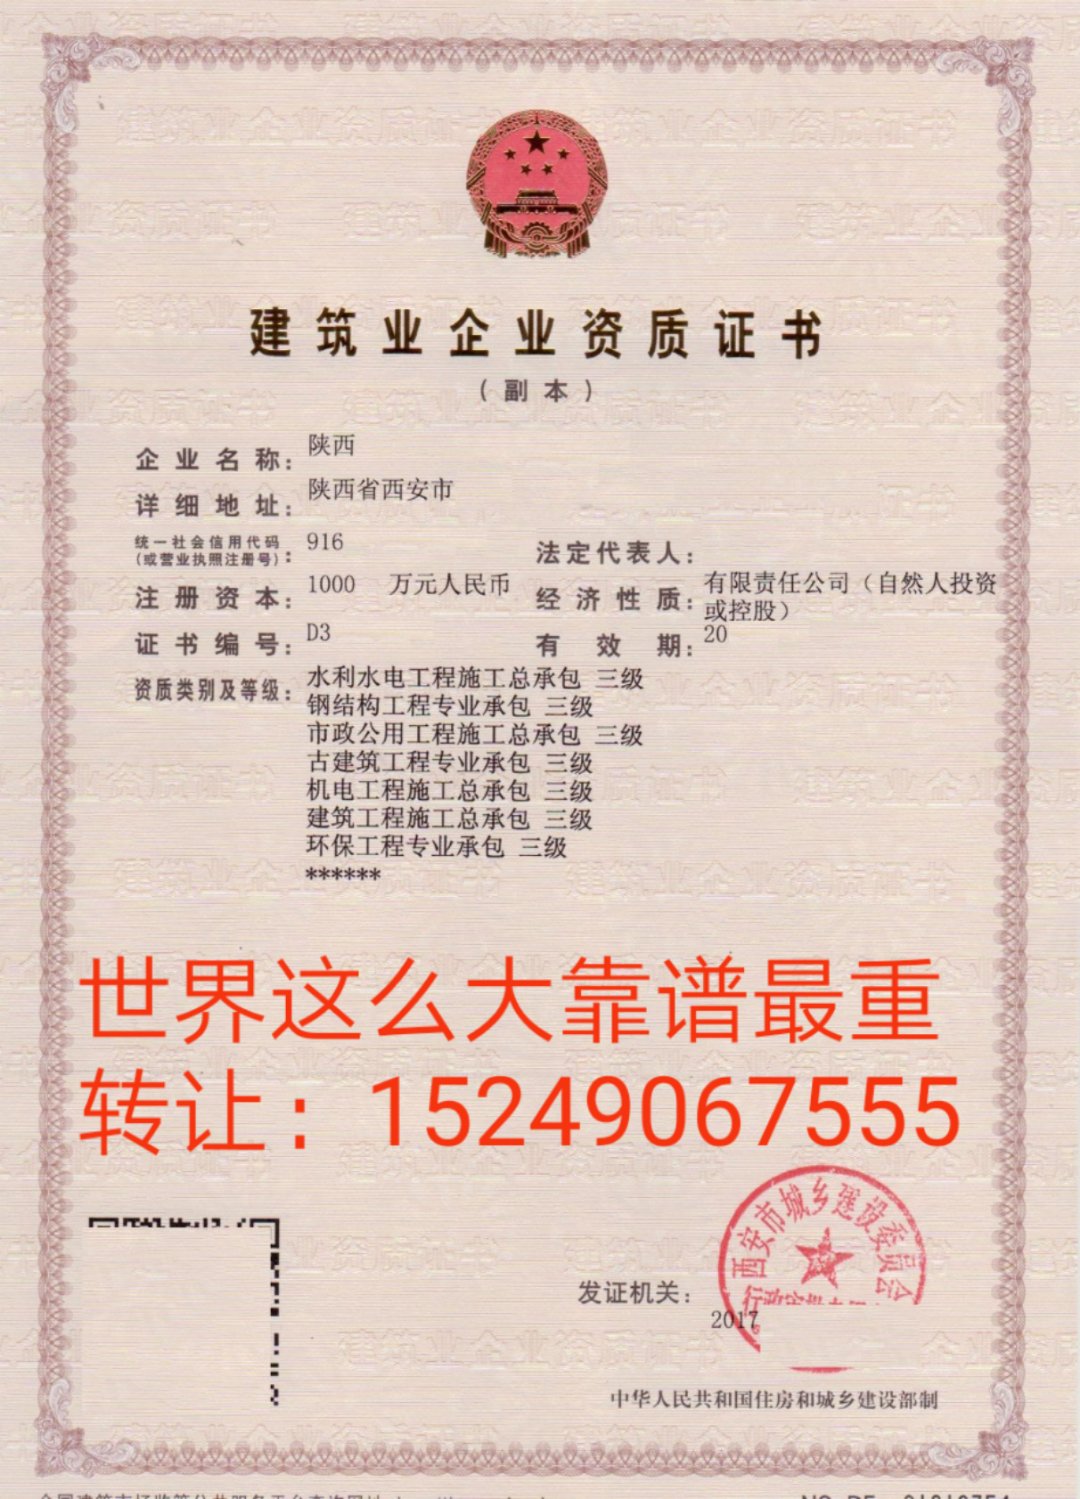 建筑业企业资质证书
（副本）
企业名称：陕西
详细地址：陕西省西安市
统一社会信用代码
(或营业执照注册号)：916
法定代表人：
注册资本：1000 万元人民币
经济性质：有限责任公司（自然人投资
或控股）
证书编号：D3
有效期：20
资质类别及等级：水利水电工程施工总承包 三级
钢结构工程专业承包 三级
市政公用工程施工总承包 三级
古建筑工程专业承包 三级
机电工程施工总承包 三级
建筑工程施工总承包 三级
环保工程专业承包 三级
******
世界这么大靠谱最重
转让：15249067555
西安市城乡建设委员会
发证机关：
2017
中华人民共和国住房和城乡建设部制